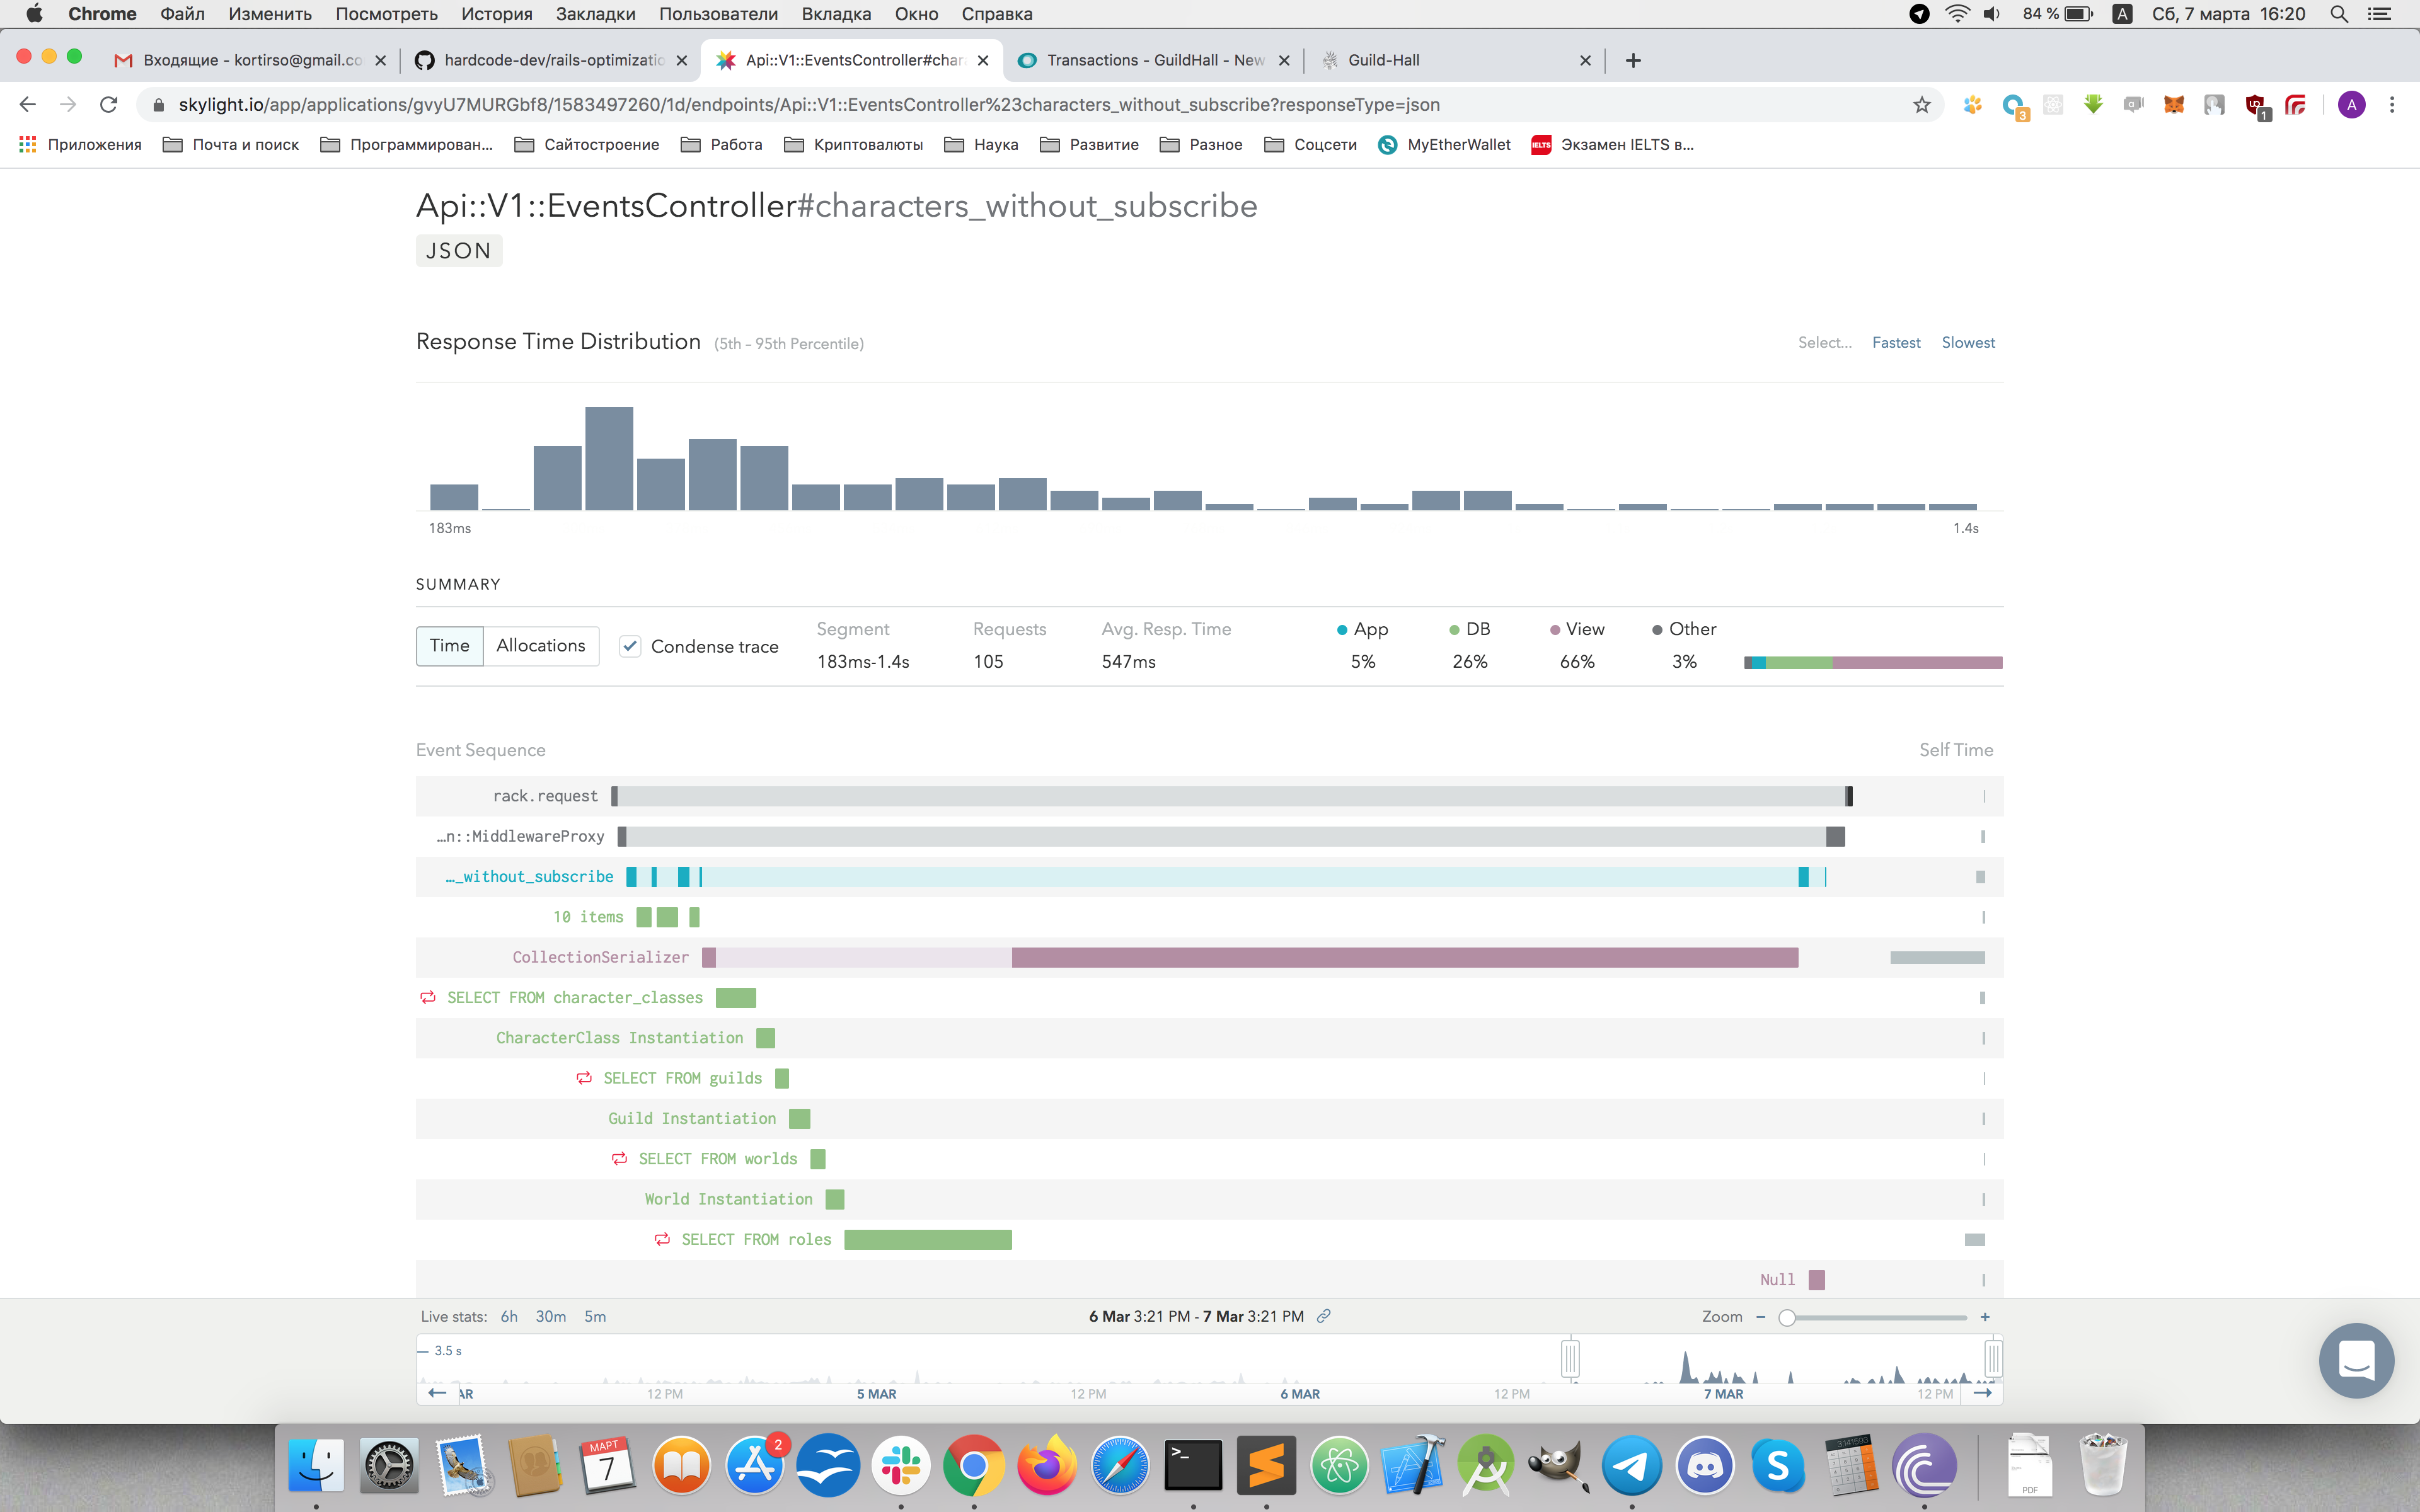 Chrome Файл Изменить Посмотреть История Закладки Пользователи Вкладка Окно Справка 84 % A Сб, 7 марта 16:20
Входящие - kortirso@gmail.co hardcode-dev/rails-optimizatio Api::V1::EventsController#char Transactions - GuildHall - New Guild-Hall
skylight.io/app/applications/gvyU7MURGbf8/1583497260/1d/endpoints/Api::V1::EventsController%23characters_without_subscribe?responseType=json 3 1 A
Приложения Почта и поиск Программирован... Сайтостроение Работа Криптовалюты Наука Развитие Разное Соцсети MyEtherWallet IELTS Экзамен IELTS в...
Api::V1::EventsController#characters_without_subscribe
JSON
Response Time Distribution (5th - 95th Percentile) Select... Fastest Slowest
183ms 1.4s
SUMMARY
Segment Requests Avg. Resp. Time App DB View Other
Time Allocations Condense trace 183ms-1.4s 105 547ms 5% 26% 66% 3%
Event Sequence Self Time
rack.request
…n::MiddlewareProxy
…_without_subscribe
10 items
CollectionSerializer
SELECT FROM character_classes
CharacterClass Instantiation
SELECT FROM guilds
Guild Instantiation
SELECT FROM worlds
World Instantiation
SELECT FROM roles
Null
Live stats: 6h 30m 5m 6 Mar 3:21 PM - 7 Mar 3:21 PM Zoom − +
3.5 s
AR 12 PM 5 MAR 12 PM 6 MAR 12 PM 7 MAR 12 PM
МАРТ
7
2
PDF